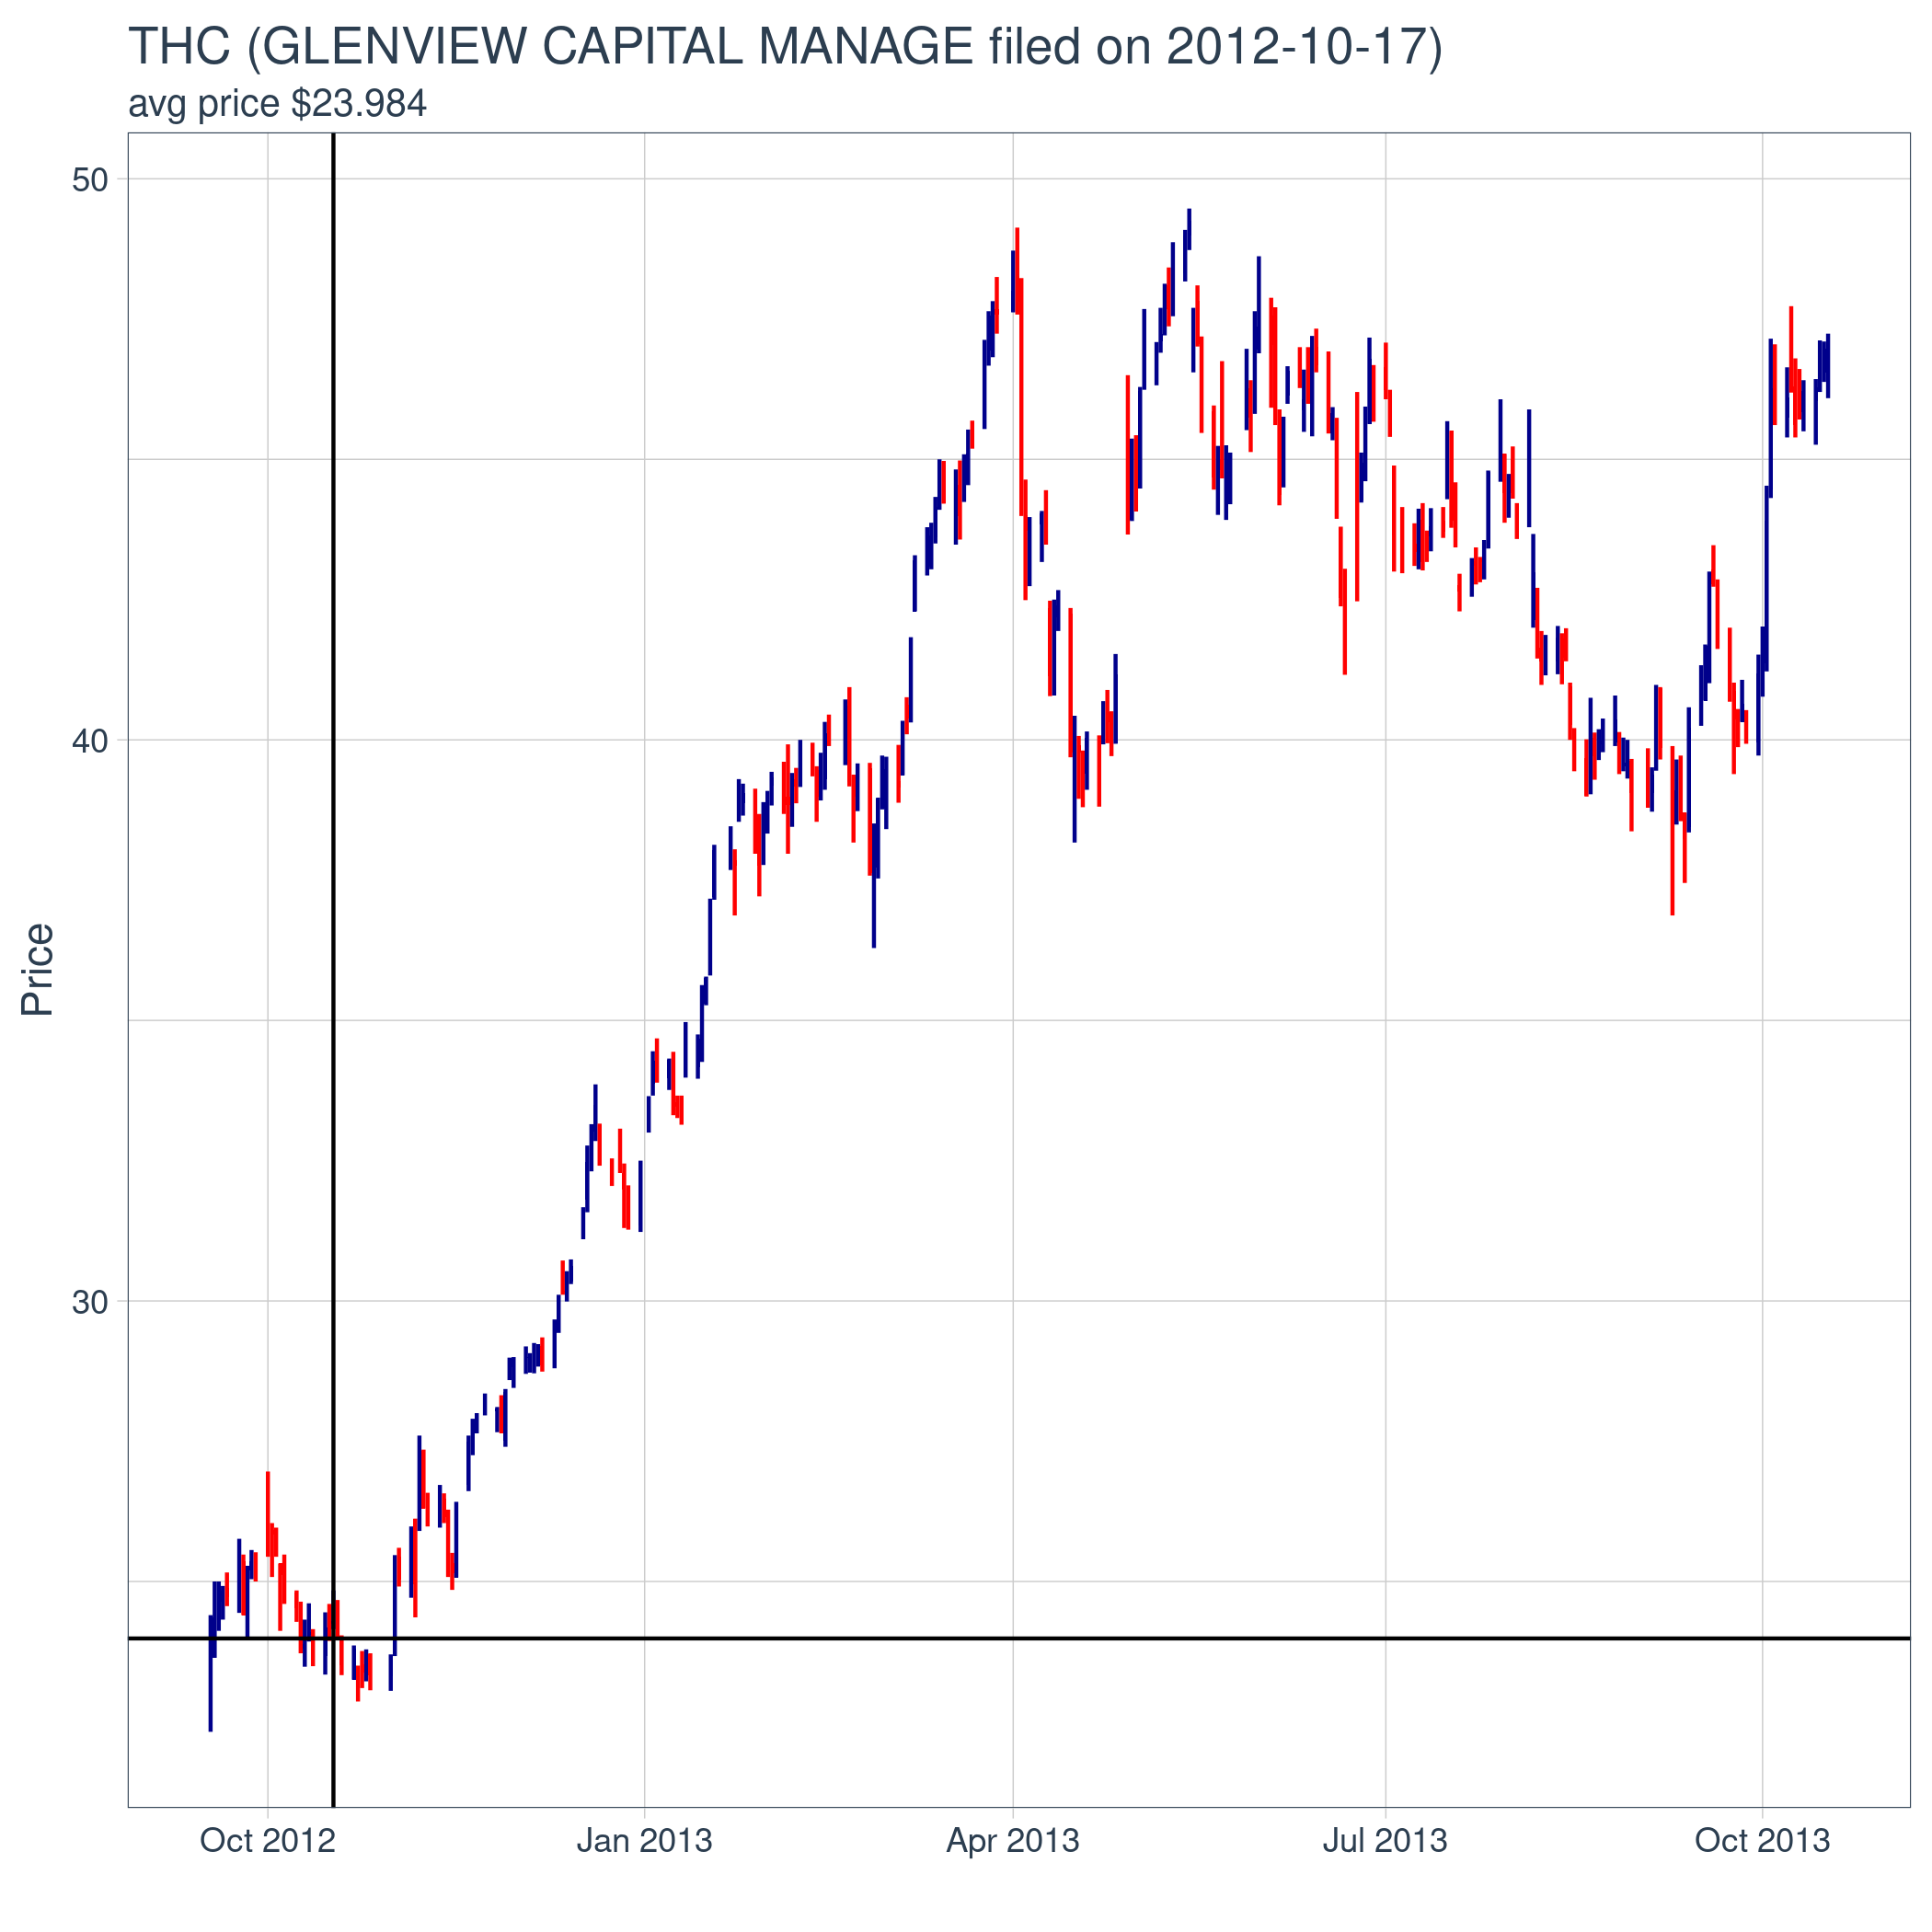 THC (GLENVIEW CAPITAL MANAGE filed on 2012-10-17)
avg price $23.984
50
40
30
Price
Oct 2012
Jan 2013
Apr 2013
Jul 2013
Oct 2013